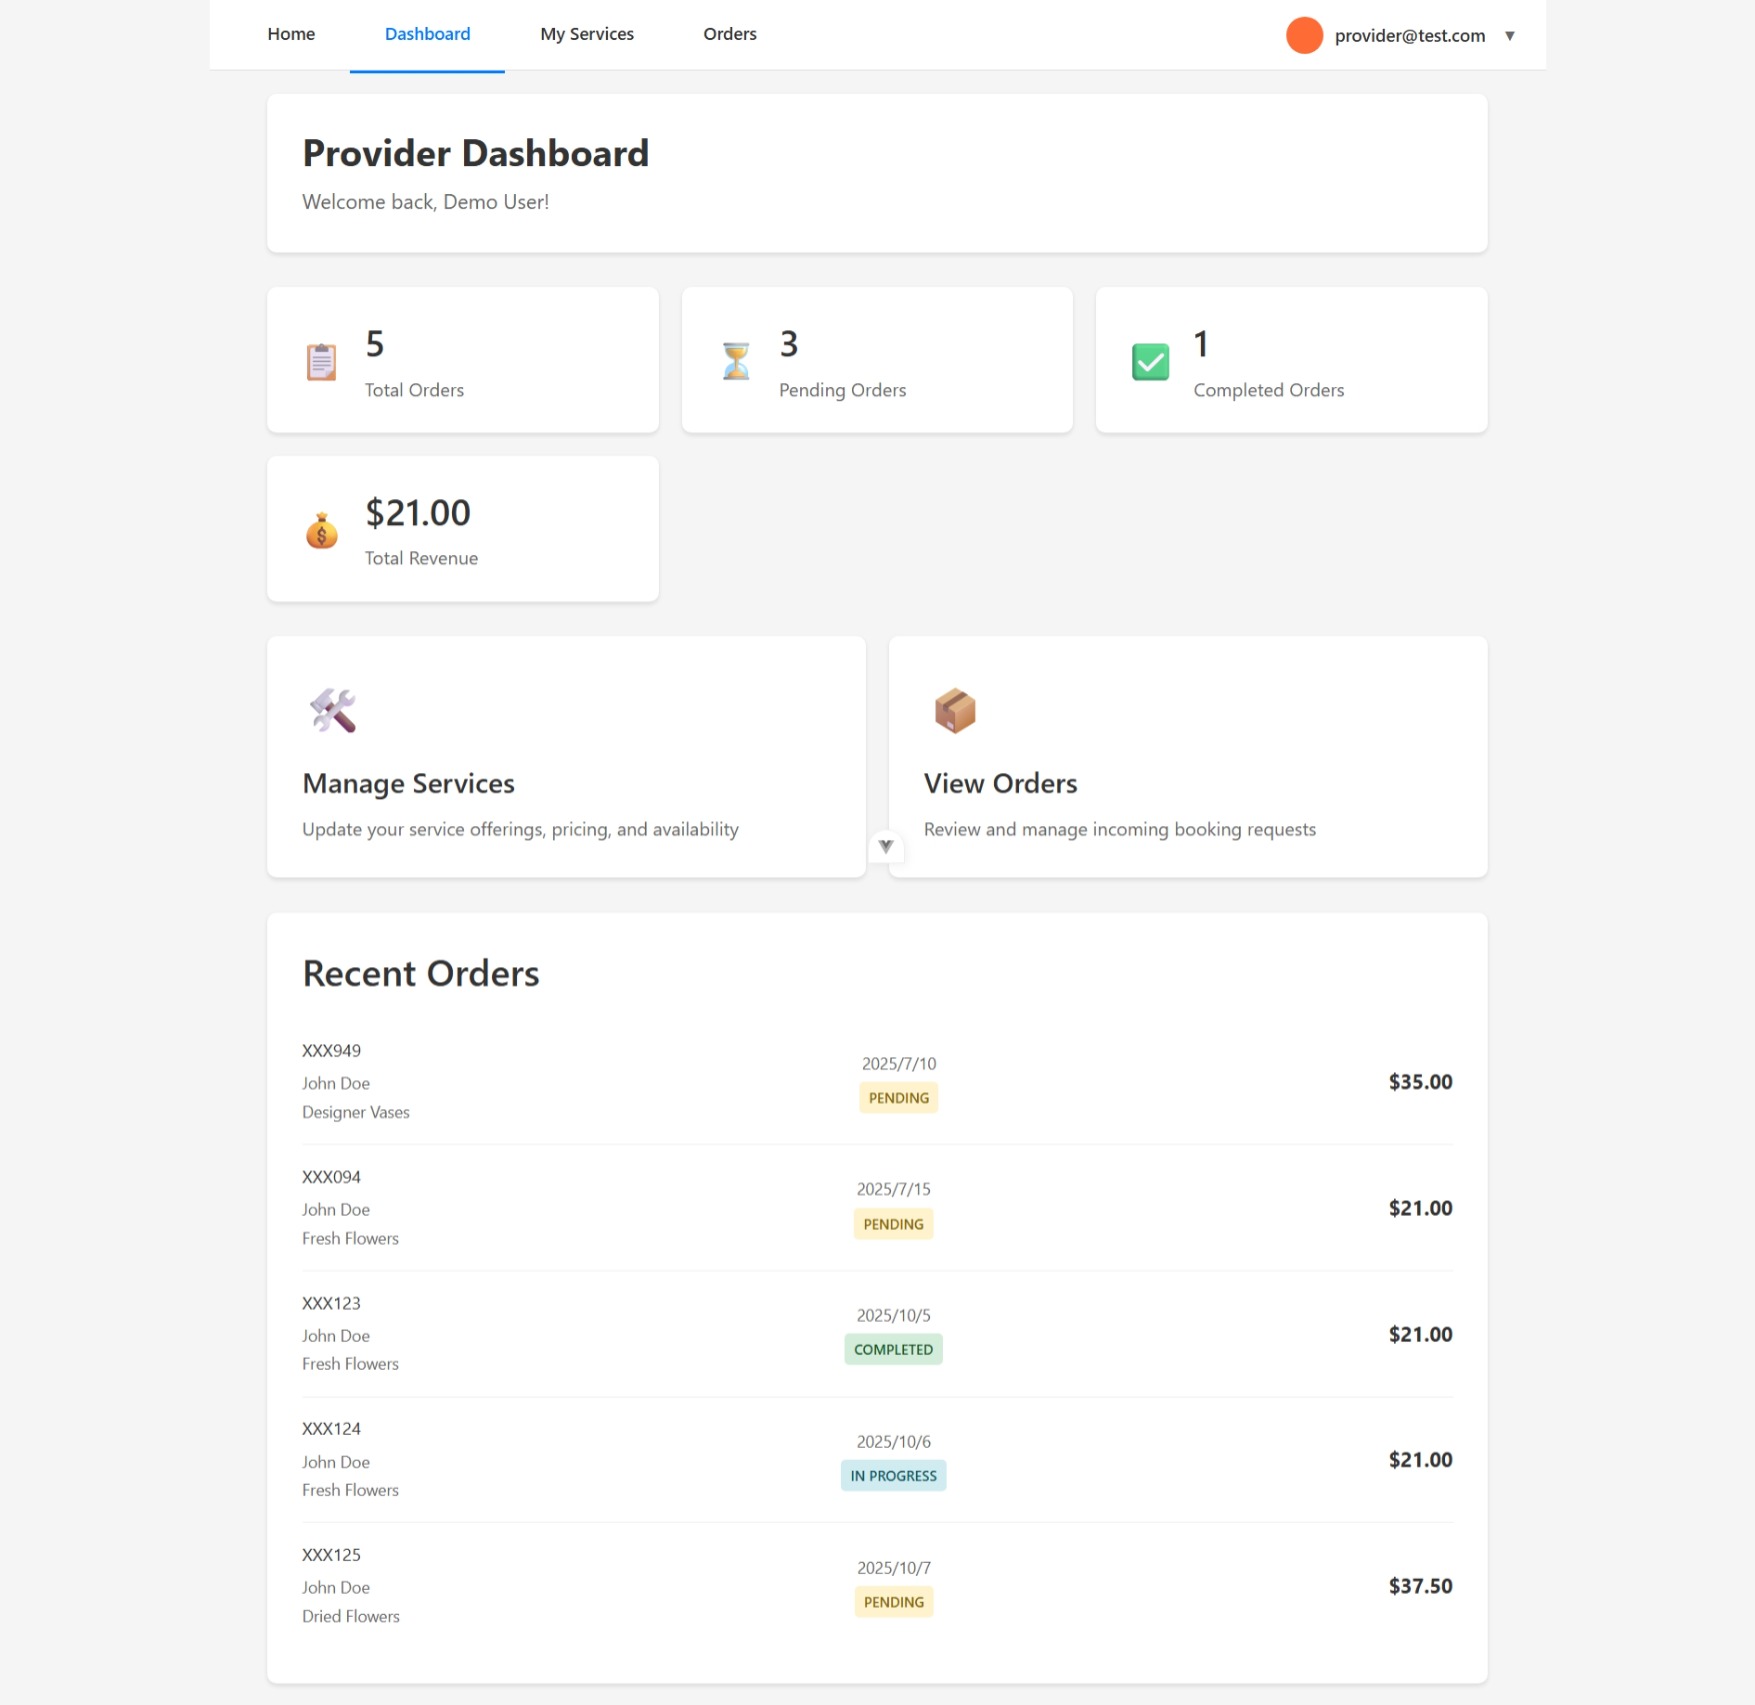 Home Dashboard My Services Orders provider@test.com ▼
Provider Dashboard
Welcome back, Demo User!
5
Total Orders
3
Pending Orders
1
Completed Orders
$21.00
Total Revenue
Manage Services
Update your service offerings, pricing, and availability
View Orders
Review and manage incoming booking requests
Recent Orders
XXX949
John Doe
Designer Vases
2025/7/10
PENDING
$35.00
XXX094
John Doe
Fresh Flowers
2025/7/15
PENDING
$21.00
XXX123
John Doe
Fresh Flowers
2025/10/5
COMPLETED
$21.00
XXX124
John Doe
Fresh Flowers
2025/10/6
IN PROGRESS
$21.00
XXX125
John Doe
Dried Flowers
2025/10/7
PENDING
$37.50